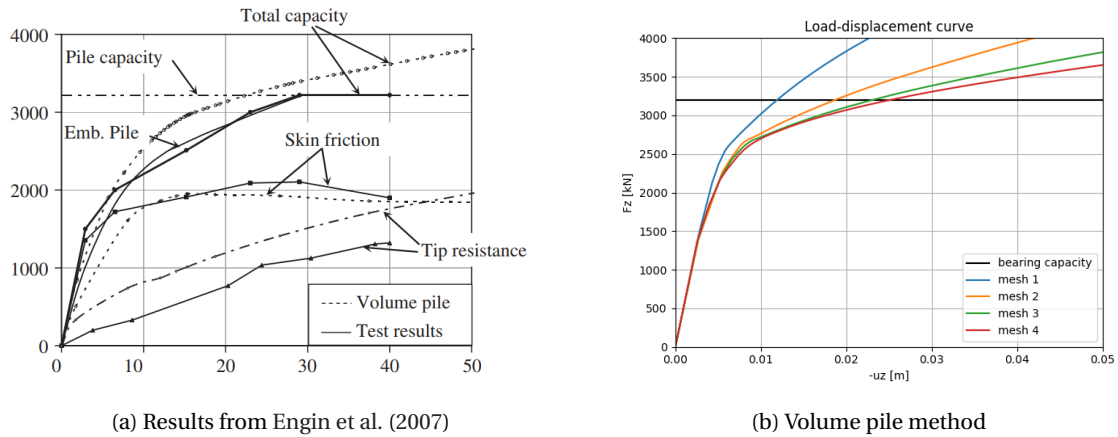 Total capacity
4000
Pile capacity
3000
Emb. Pile
Skin friction
2000
Tip resistance
1000
Volume pile
Test results
0
0 10 20 30 40 50
(a) Results from Engin et al. (2007)
Load-displacement curve
4000
3500
3000
2500
2000
1500
1000
500
0
Fz [kN]
bearing capacity
mesh 1
mesh 2
mesh 3
mesh 4
0.00 0.01 0.02 0.03 0.04 0.05
-uz [m]
(b) Volume pile method